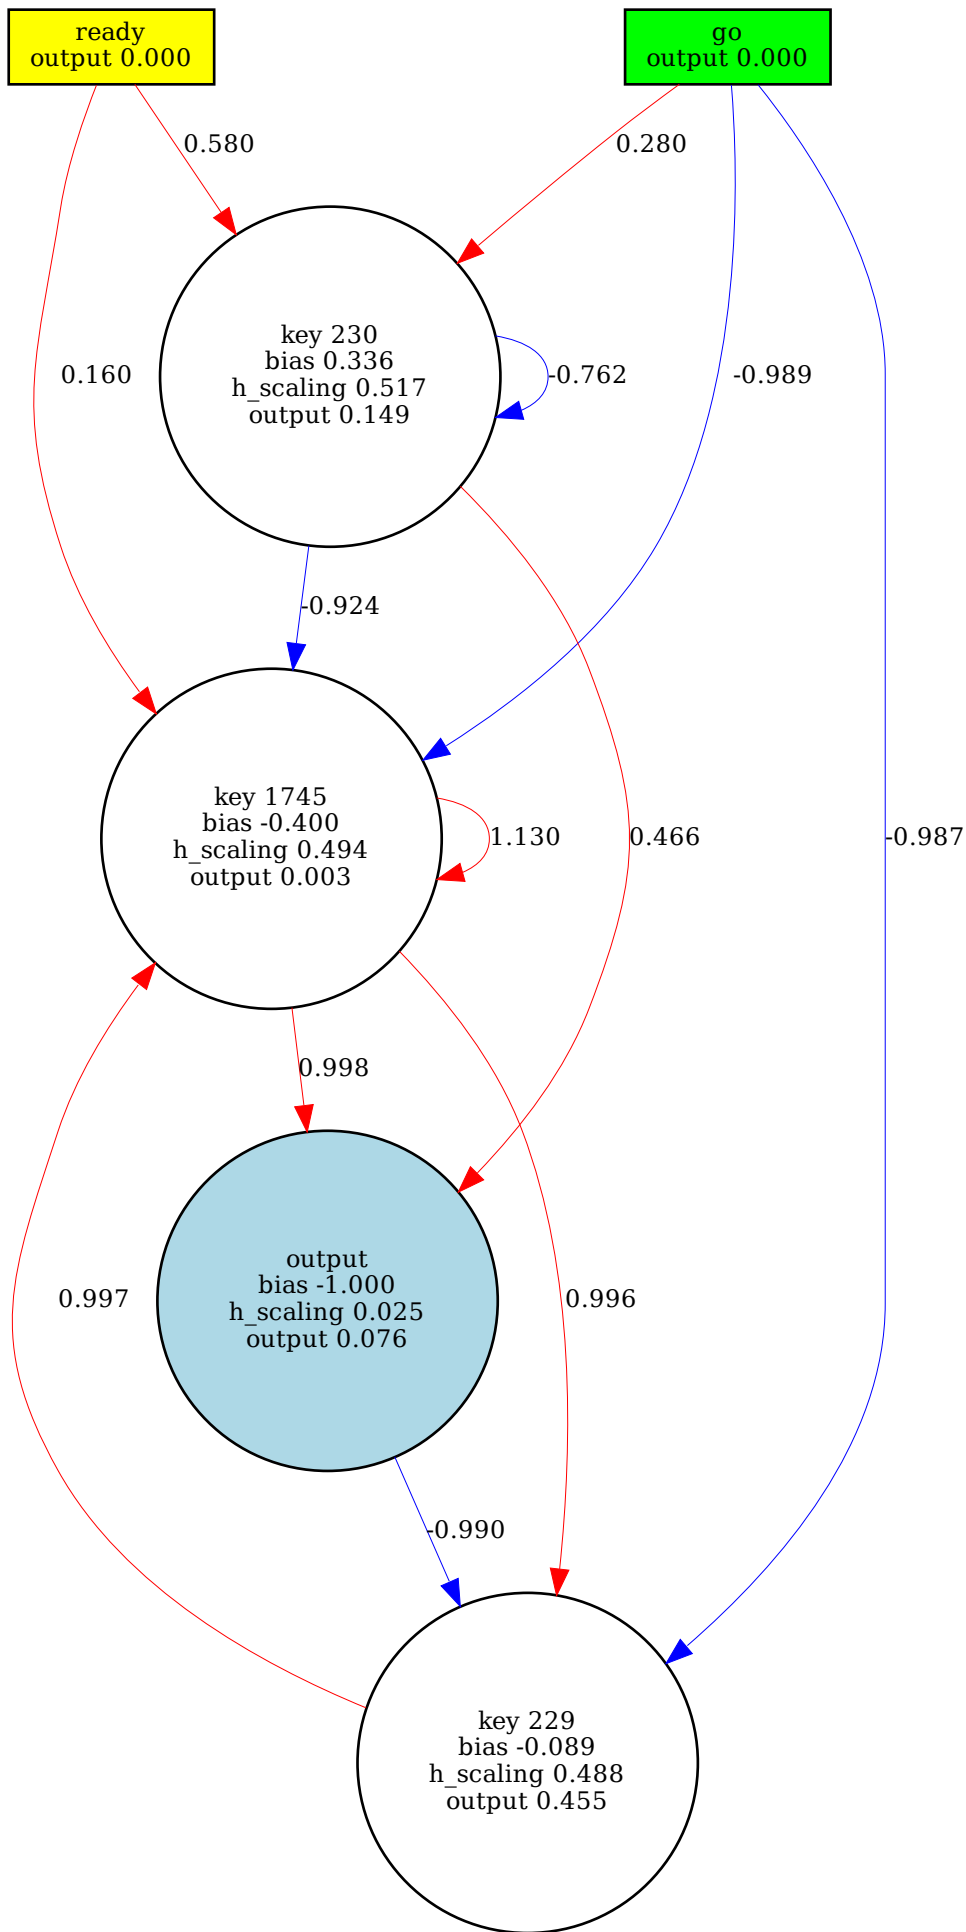 ready
output 0.000
go
output 0.000
0.580
0.280
key 230
bias 0.336
h_scaling 0.517
output 0.149
0.160
-0.762
-0.989
-0.924
key 1745
bias -0.400
h_scaling 0.494
output 0.003
1.130
0.466
-0.987
0.998
output
bias -1.000
h_scaling 0.025
output 0.076
0.997
0.996
-0.990
key 229
bias -0.089
h_scaling 0.488
output 0.455